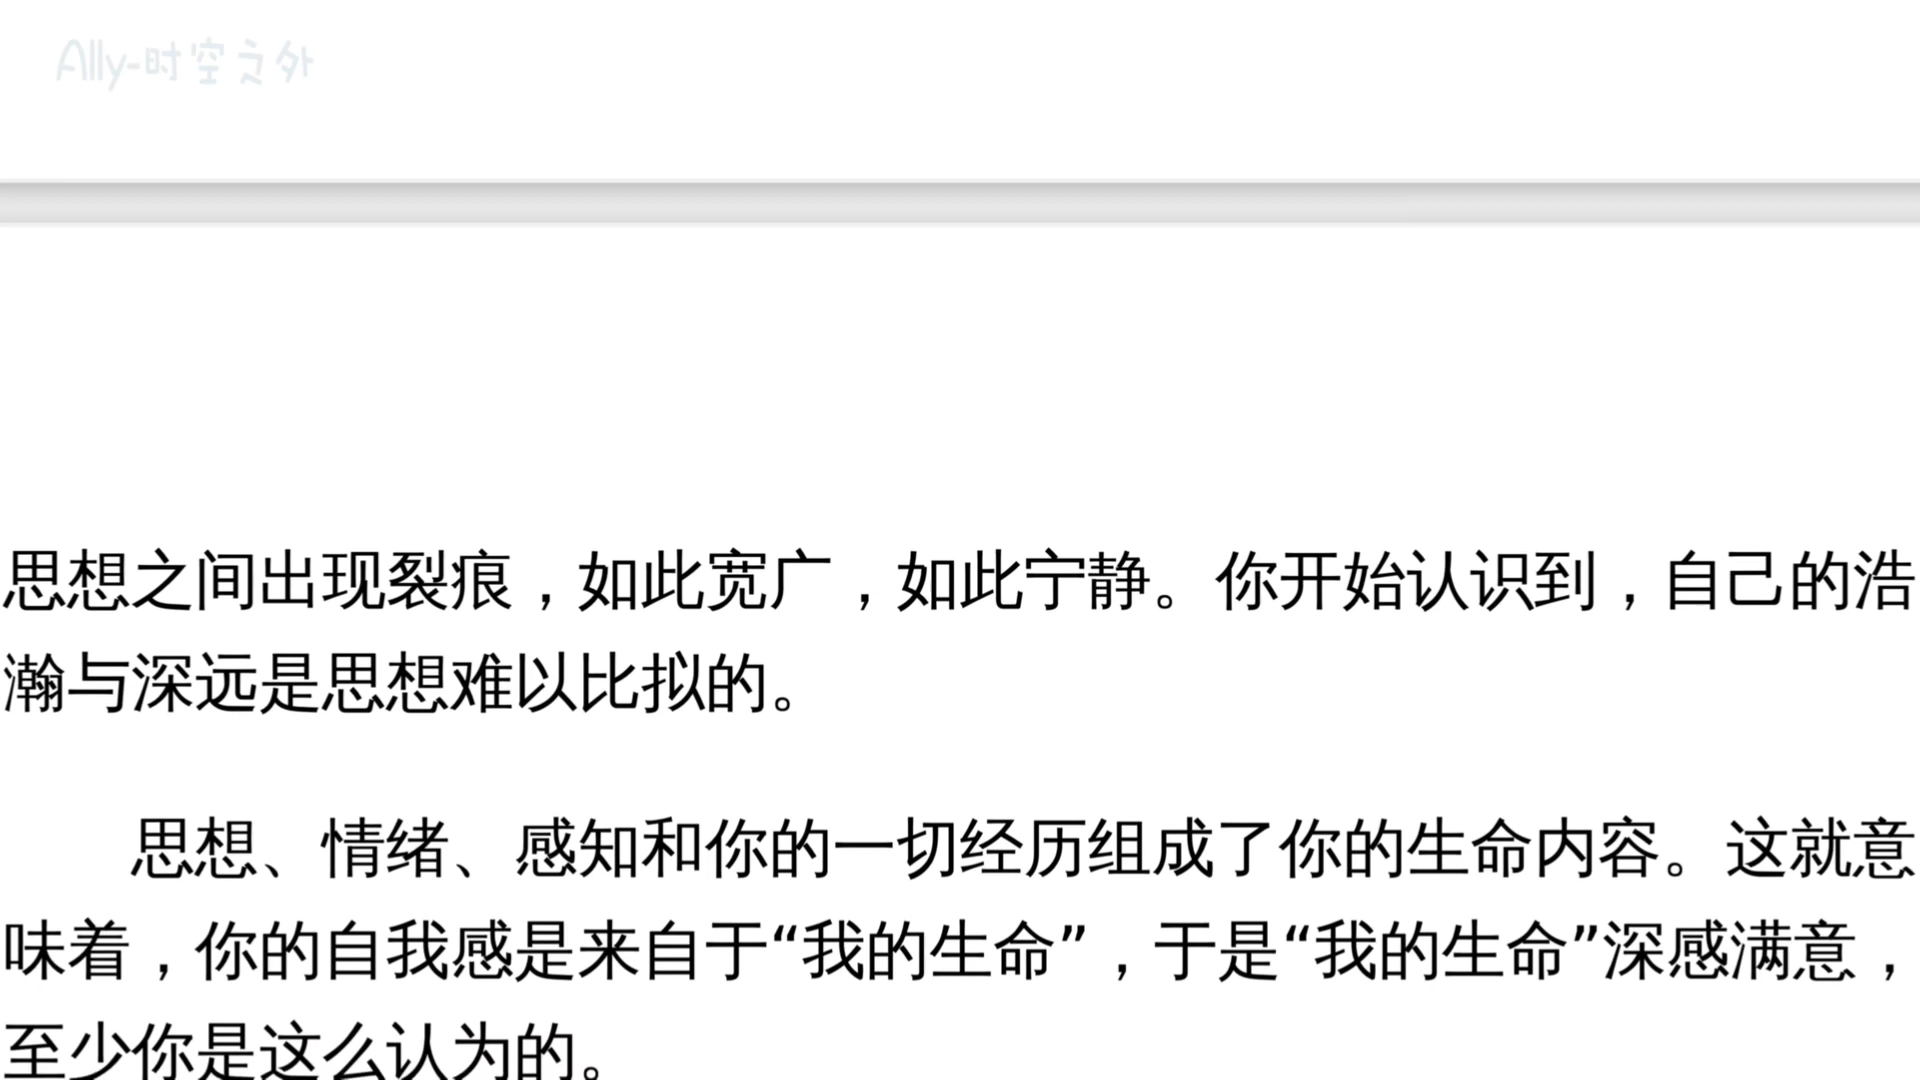 Ally-时空之外
思想之间出现裂痕，如此宽广，如此宁静。你开始认识到，自己的浩
瀚与深远是思想难以比拟的。
思想、情绪、感知和你的一切经历组成了你的生命内容。这就意
味着，你的自我感是来自于“我的生命”，于是“我的生命”深感满意，
至少你是这么认为的。